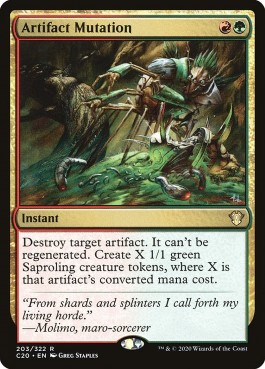 Artifact Mutation
Instant
Destroy target artifact. It can't be
regenerated. Create X 1/1 green
Saproling creature tokens, where X is
that artifact's converted mana cost.
“From shards and splinters I call forth my
living horde.”
—Molimo, maro-sorcerer
203/322 R
C20 • EN Greg Staples
™ & © 2020 Wizards of the Coast